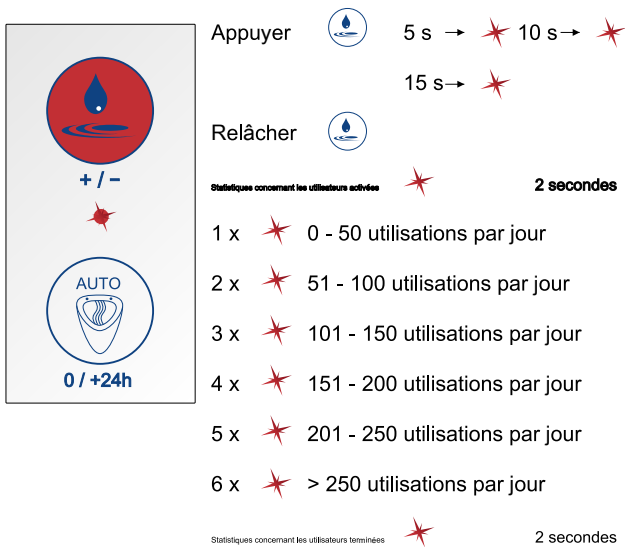 Appuyer 5 s → 10 s →
15 s →
Relâcher
+ / −
Statistiques concernant les utilisateurs activées 2 secondes
1 x 0 - 50 utilisations par jour
AUTO
2 x 51 - 100 utilisations par jour
3 x 101 - 150 utilisations par jour
0 / +24h
4 x 151 - 200 utilisations par jour
5 x 201 - 250 utilisations par jour
6 x > 250 utilisations par jour
Statistiques concernant les utilisateurs terminées 2 secondes